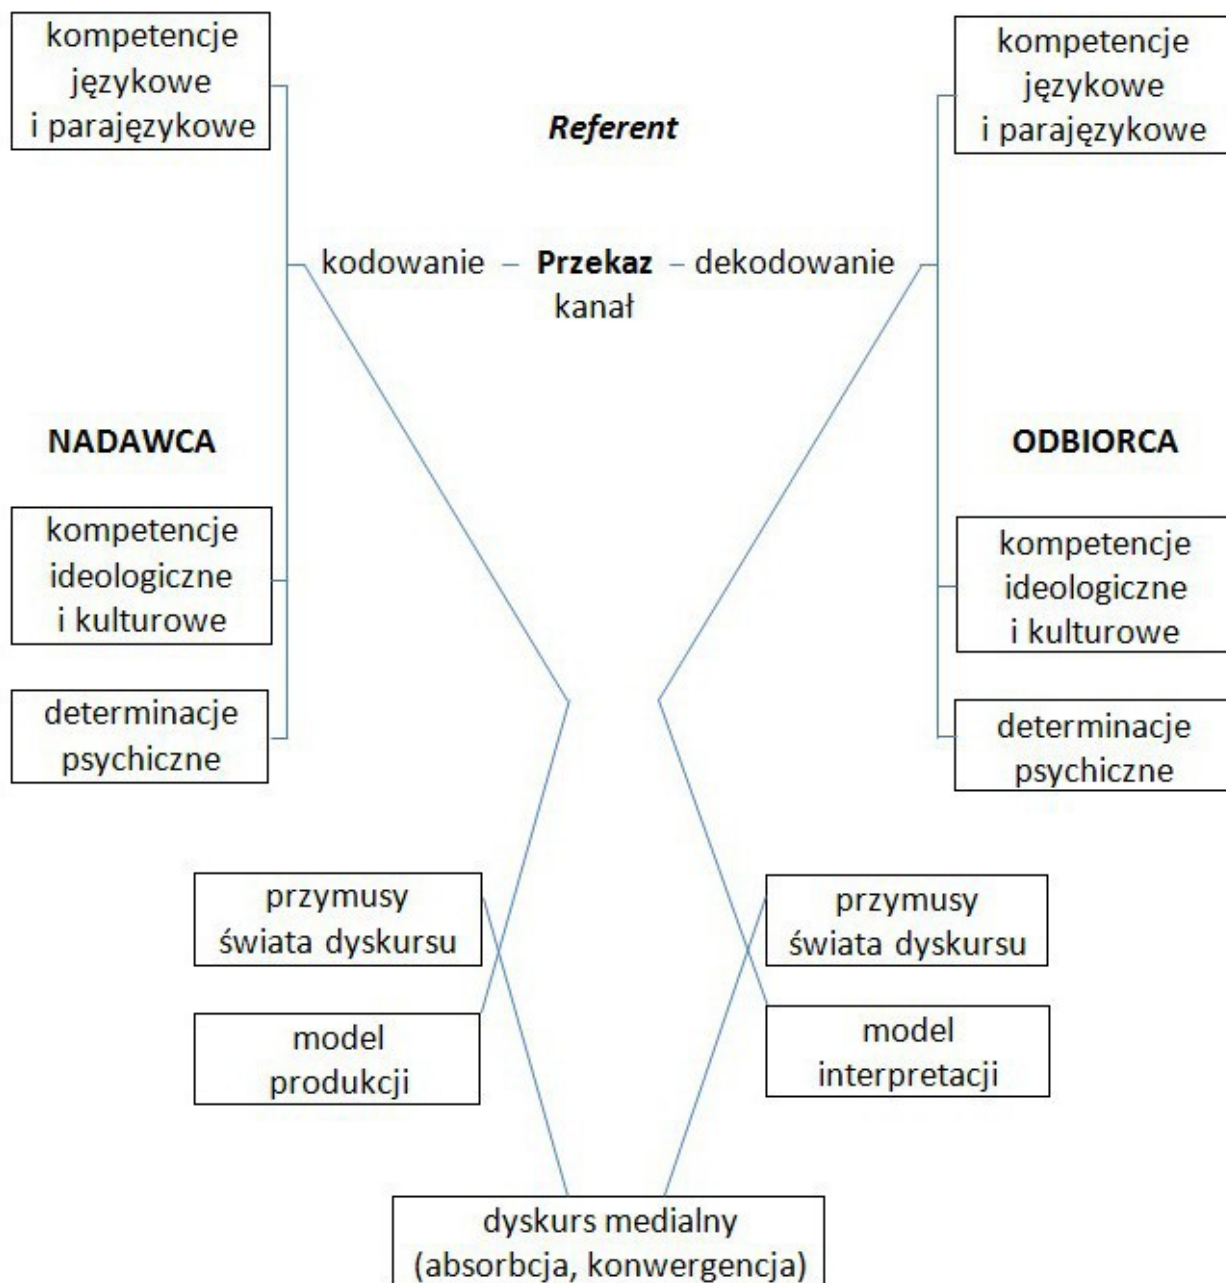 kompetencje
językowe
i parajęzykowe
kompetencje
językowe
i parajęzykowe
Referent
kodowanie – Przekaz – dekodowanie
kanał
NADAWCA
ODBIORCA
kompetencje
ideologiczne
i kulturowe
kompetencje
ideologiczne
i kulturowe
determinacje
psychiczne
determinacje
psychiczne
przymusy
świata dyskursu
przymusy
świata dyskursu
model
produkcji
model
interpretacji
dyskurs medialny
(absorbcja, konwergencja)